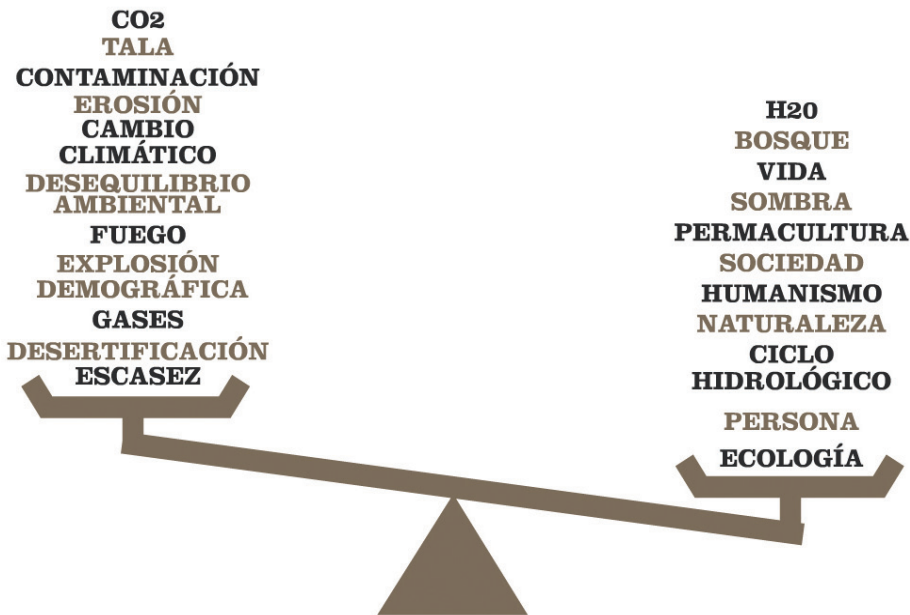 CO2
TALA
CONTAMINACIÓN
EROSIÓN
CAMBIO
CLIMÁTICO
DESEQUILIBRIO
AMBIENTAL
FUEGO
EXPLOSIÓN
DEMOGRÁFICA
GASES
DESERTIFICACIÓN
ESCASEZ
H20
BOSQUE
VIDA
SOMBRA
PERMACULTURA
SOCIEDAD
HUMANISMO
NATURALEZA
CICLO
HIDROLÓGICO
PERSONA
ECOLOGÍA